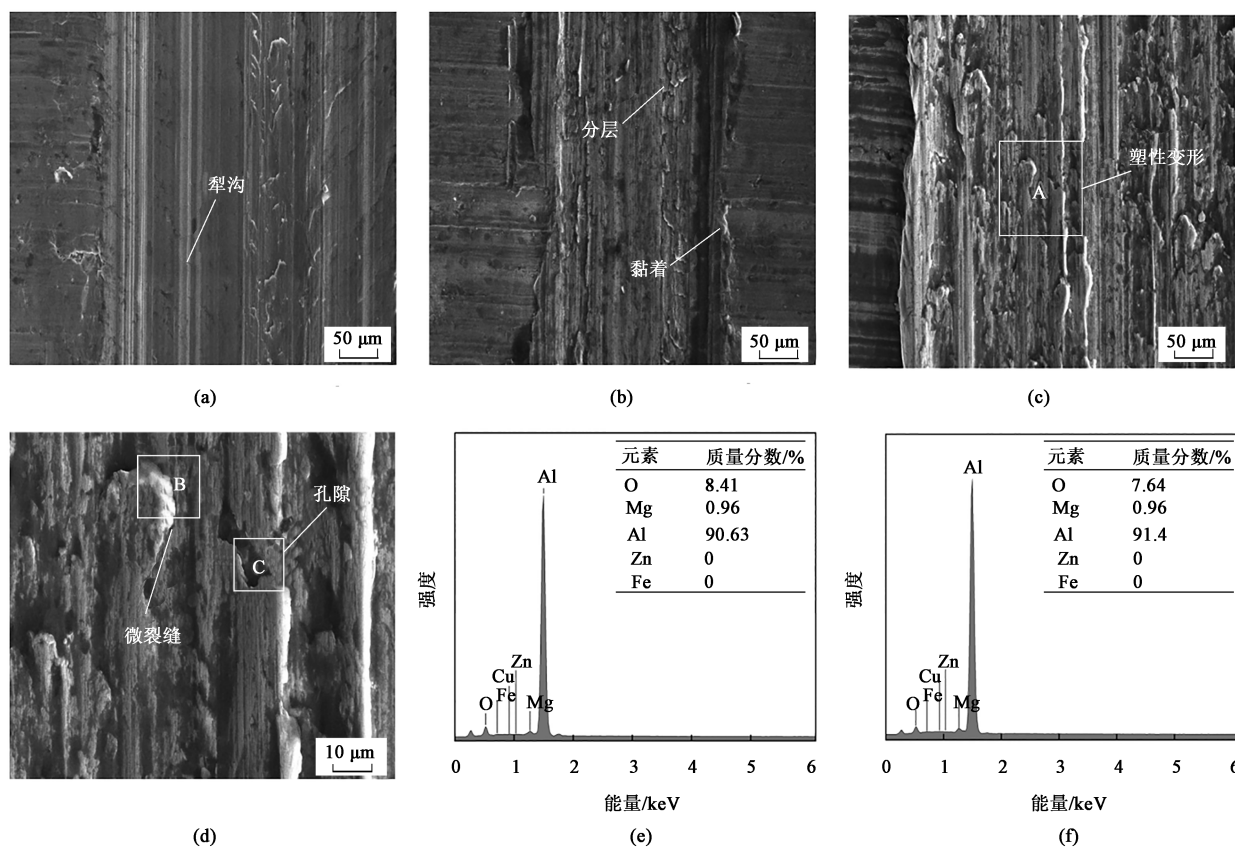 犁沟
50 μm
(a)
分层
黏着
50 μm
(b)
A
塑性变形
50 μm
(c)
B
C
孔隙
微裂缝
10 μm
(d)
元素 质量分数/%
O 8.41
Mg 0.96
Al 90.63
Zn 0
Fe 0
Al
Zn
Cu
Fe
O
Mg
强度
0 1 2 3 4 5 6
能量/keV
(e)
元素 质量分数/%
O 7.64
Mg 0.96
Al 91.4
Zn 0
Fe 0
Al
Zn
Cu
Fe
O
Mg
强度
0 1 2 3 4 5 6
能量/keV
(f)